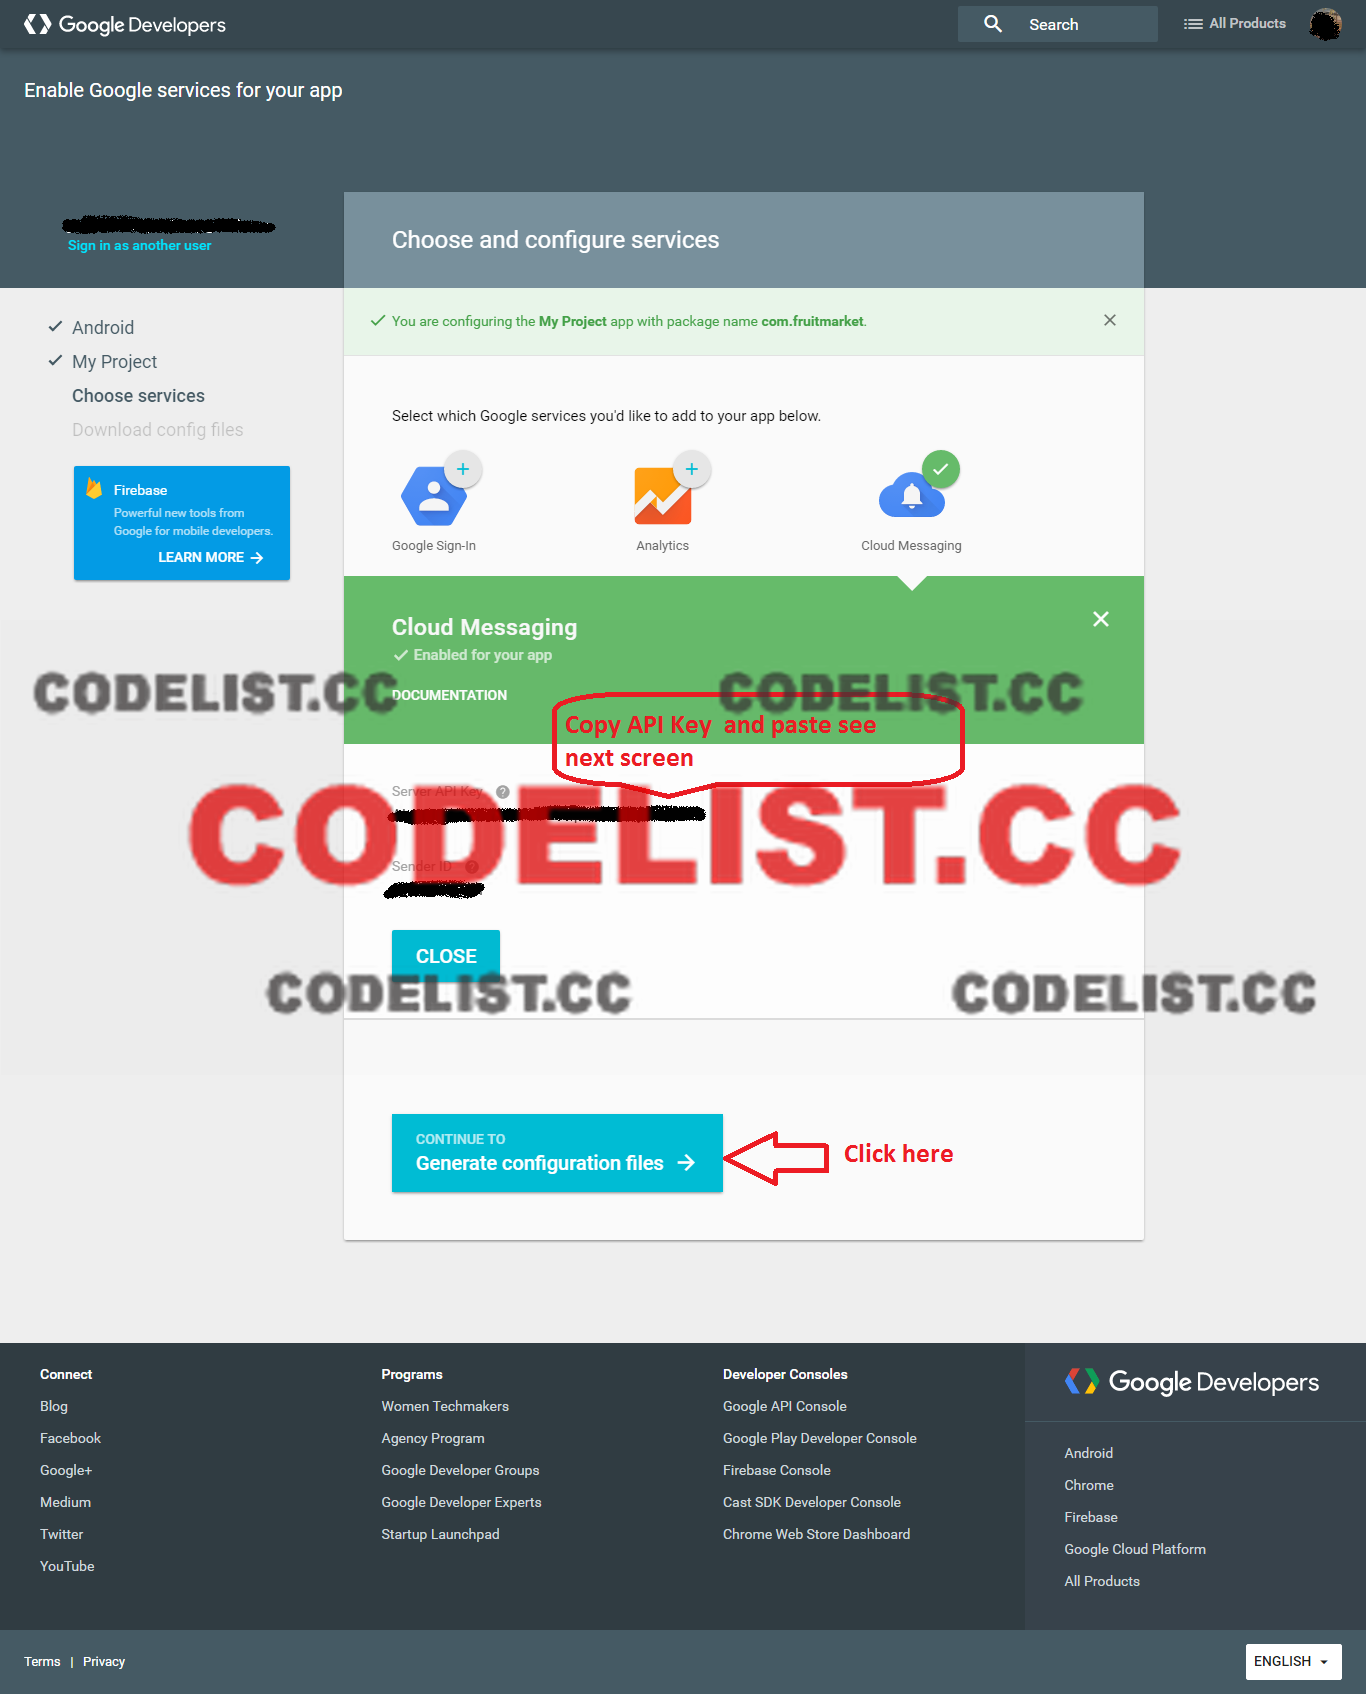 Google Developers
Search
All Products
Enable Google services for your app
Sign in as another user
Choose and configure services
Android
My Project
Choose services
Download config files
You are configuring the My Project app with package name com.fruitmarket.
Select which Google services you'd like to add to your app below.
Firebase
Powerful new tools from
Google for mobile developers.
LEARN MORE
Google Sign-In
Analytics
Cloud Messaging
Cloud Messaging
Enabled for your app
DOCUMENTATION
CODELIST.CC
CODELIST.CC
Copy API Key and paste see
next screen
Server API Key
CODELIST.CC
Sender ID
CLOSE
CODELIST.CC
CODELIST.CC
CONTINUE TO
Generate configuration files
Click here
Connect
Blog
Facebook
Google+
Medium
Twitter
YouTube
Programs
Women Techmakers
Agency Program
Google Developer Groups
Google Developer Experts
Startup Launchpad
Developer Consoles
Google API Console
Google Play Developer Console
Firebase Console
Cast SDK Developer Console
Chrome Web Store Dashboard
Google Developers
Android
Chrome
Firebase
Google Cloud Platform
All Products
Terms | Privacy
ENGLISH